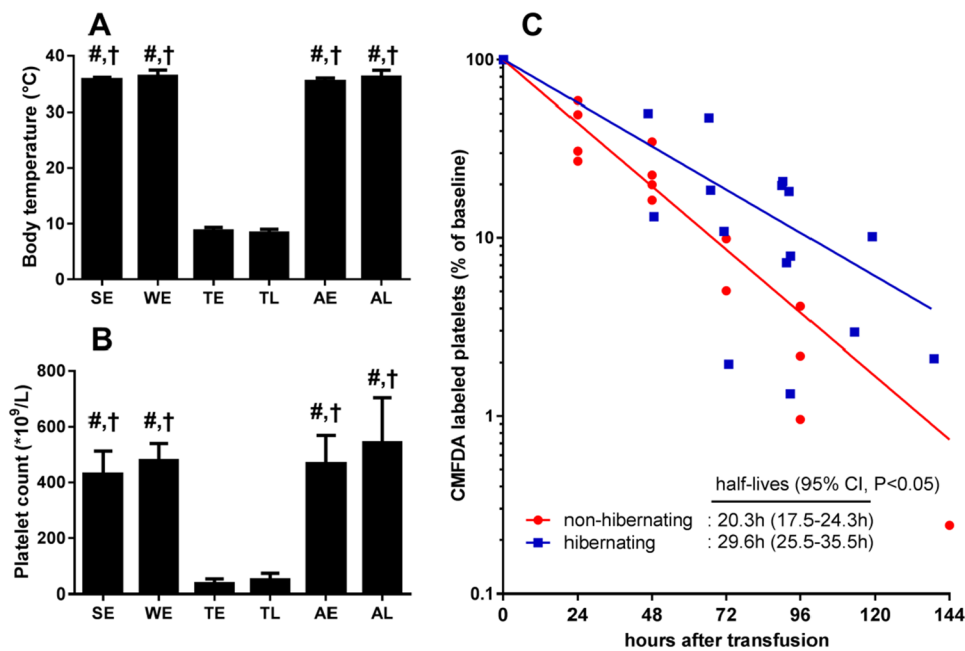 A
#,† #,† #,† #,†
Body temperature (°C)
40
30
20
10
0
SE WE TE TL AE AL
B
#,† #,† #,† #,†
Platelet count (*10⁹/L)
800
600
400
200
0
SE WE TE TL AE AL
C
CMFDA labeled platelets (% of baseline)
100
10
1
0.1
half-lives (95% CI, P<0.05)
non-hibernating : 20.3h (17.5-24.3h)
hibernating : 29.6h (25.5-35.5h)
0 24 48 72 96 120 144
hours after transfusion